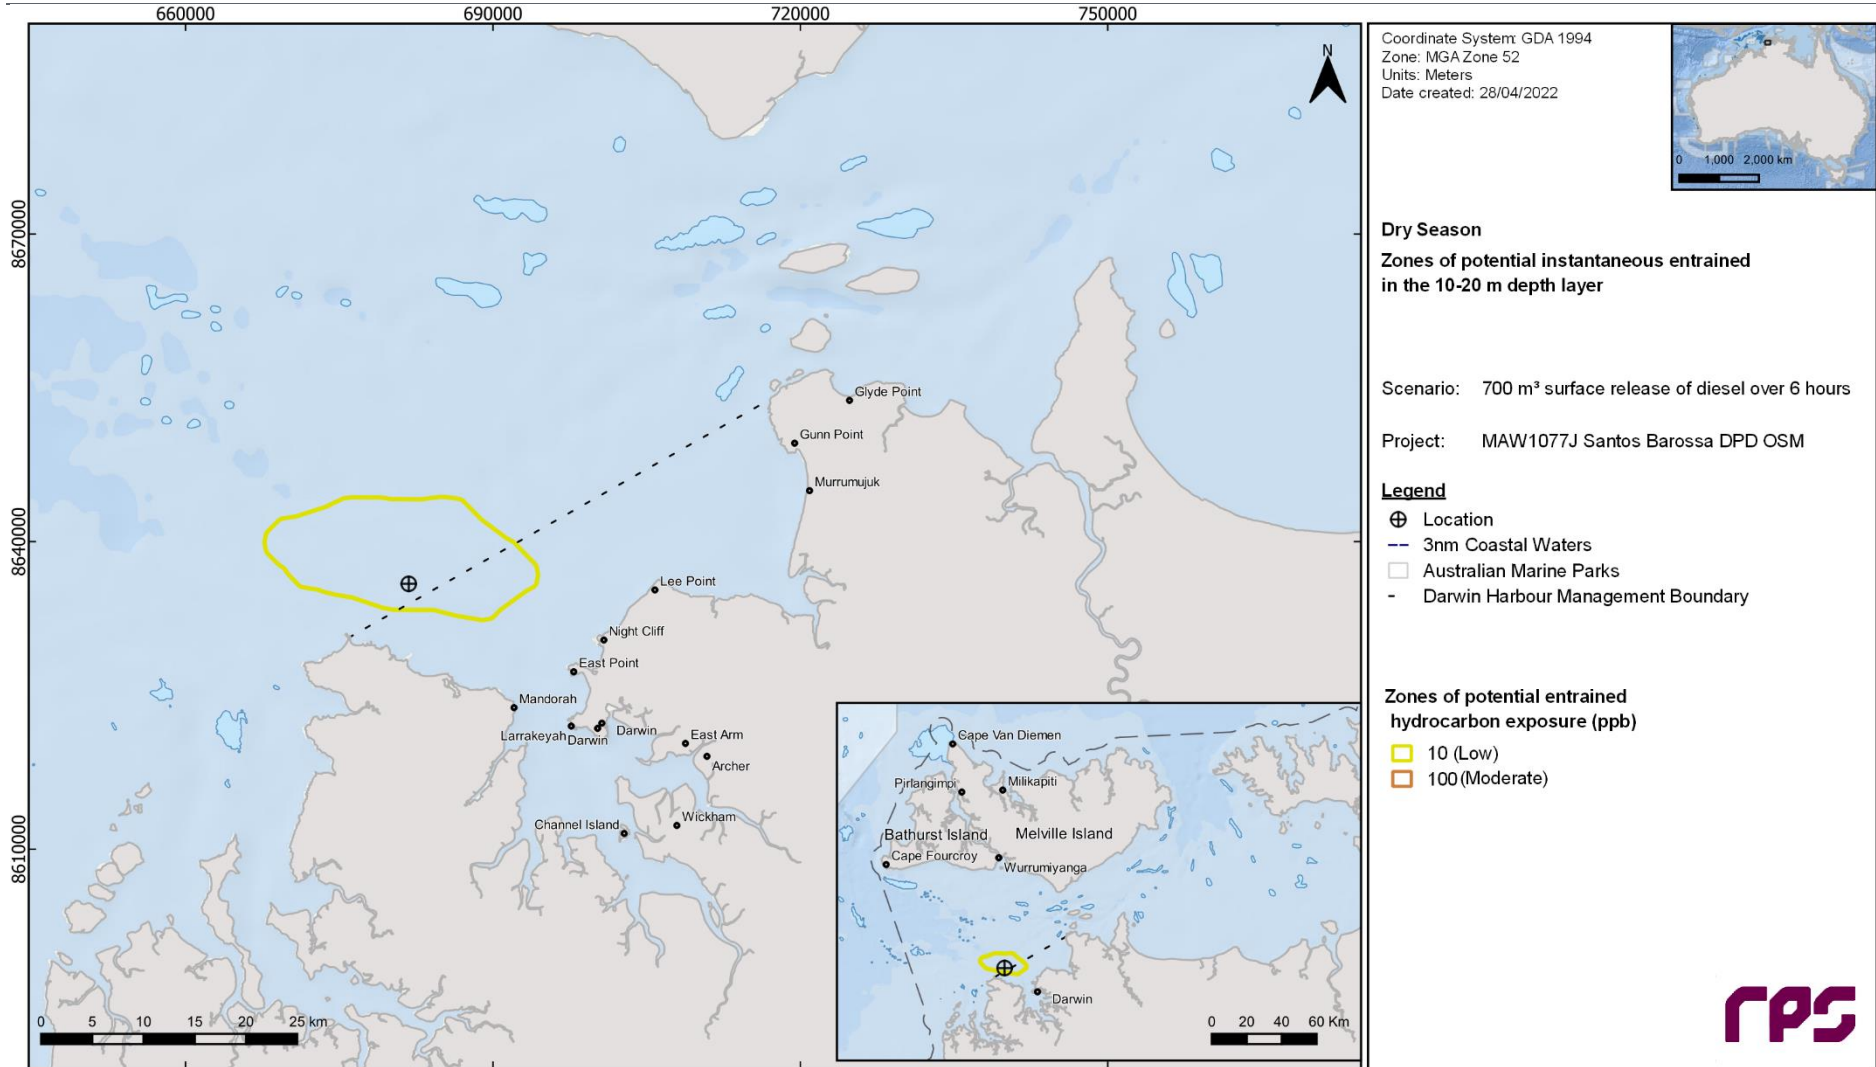 660000
690000
720000
750000
8670000
8640000
8610000
N
Glyde Point
Gunn Point
Murrumujuk
Lee Point
Night Cliff
East Point
Mandorah
Larrakeyah
Darwin
Darwin
East Arm
Archer
Channel Island
Wickham
0 5 10 15 20 25 km
Cape Van Diemen
Pirlangimpi
Milikapiti
Bathurst Island
Melville Island
Cape Fourcroy
Wurrumiyanga
Darwin
0 20 40 60 Km
Coordinate System: GDA 1994
Zone: MGA Zone 52
Units: Meters
Date created: 28/04/2022
0 1,000 2,000 km
Dry Season
Zones of potential instantaneous entrained
in the 10-20 m depth layer
Scenario: 700 m³ surface release of diesel over 6 hours
Project: MAW1077J Santos Barossa DPD OSM
Legend
Location
3nm Coastal Waters
Australian Marine Parks
Darwin Harbour Management Boundary
Zones of potential entrained
hydrocarbon exposure (ppb)
10 (Low)
100 (Moderate)
rps